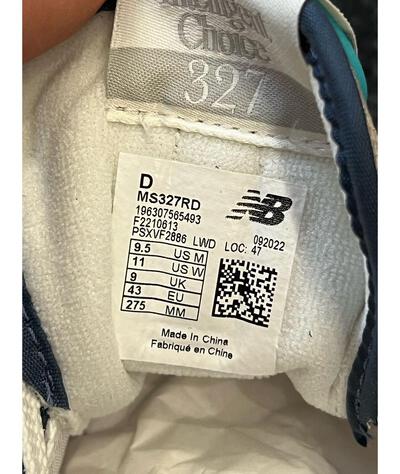 Intelligent
Choice
327
D
MS327RD
196307565493
F2210613
PSXVF2886 LWD
092022
LOC: 47
9.5 US M
11 US W
9 UK
43 EU
275 MM
Made in China
Fabriqué en Chine